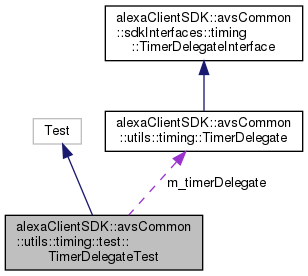 alexaClientSDK::avsCommon
::sdkInterfaces::timing
::TimerDelegateInterface
Test
alexaClientSDK::avsCommon
::utils::timing::TimerDelegate
m_timerDelegate
alexaClientSDK::avsCommon
::utils::timing::test::
TimerDelegateTest